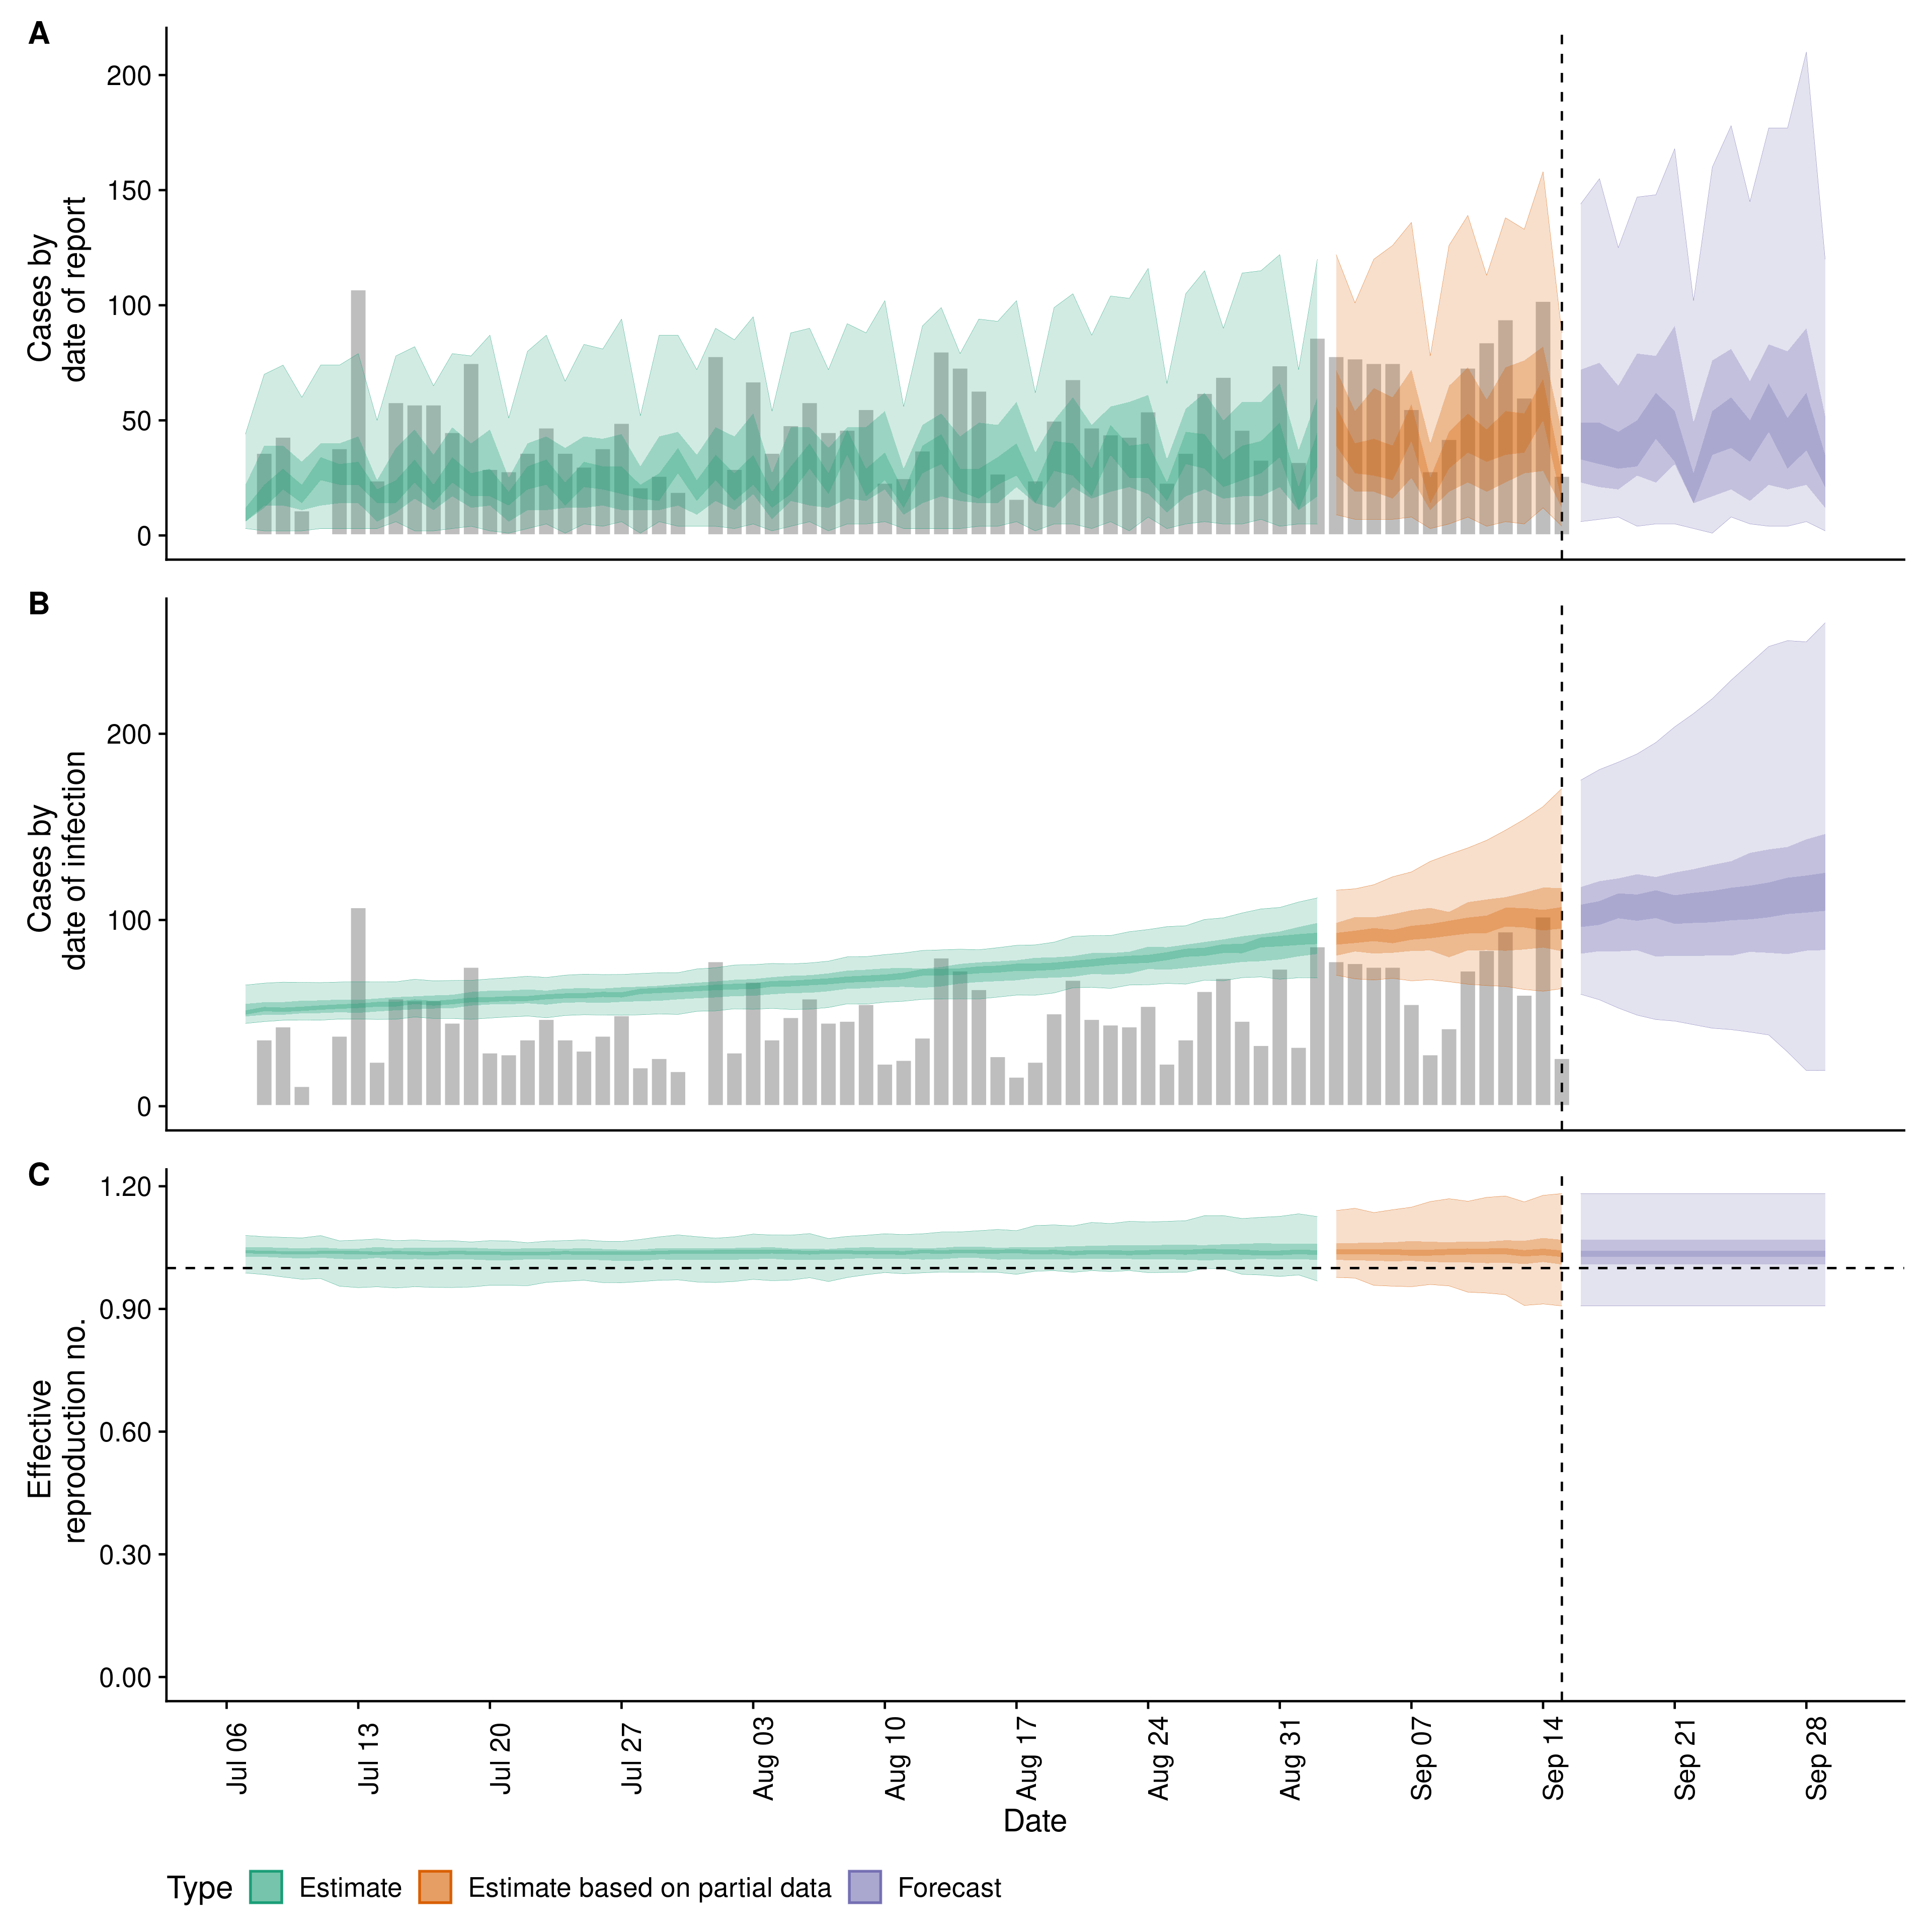 A
Cases by
date of report
200
150
100
50
0
B
Cases by
date of infection
200
100
0
C
Effective
reproduction no.
1.20
0.90
0.60
0.30
0.00
Jul 06
Jul 13
Jul 20
Jul 27
Aug 03
Aug 10
Aug 17
Aug 24
Aug 31
Sep 07
Sep 14
Sep 21
Sep 28
Date
Type Estimate Estimate based on partial data Forecast